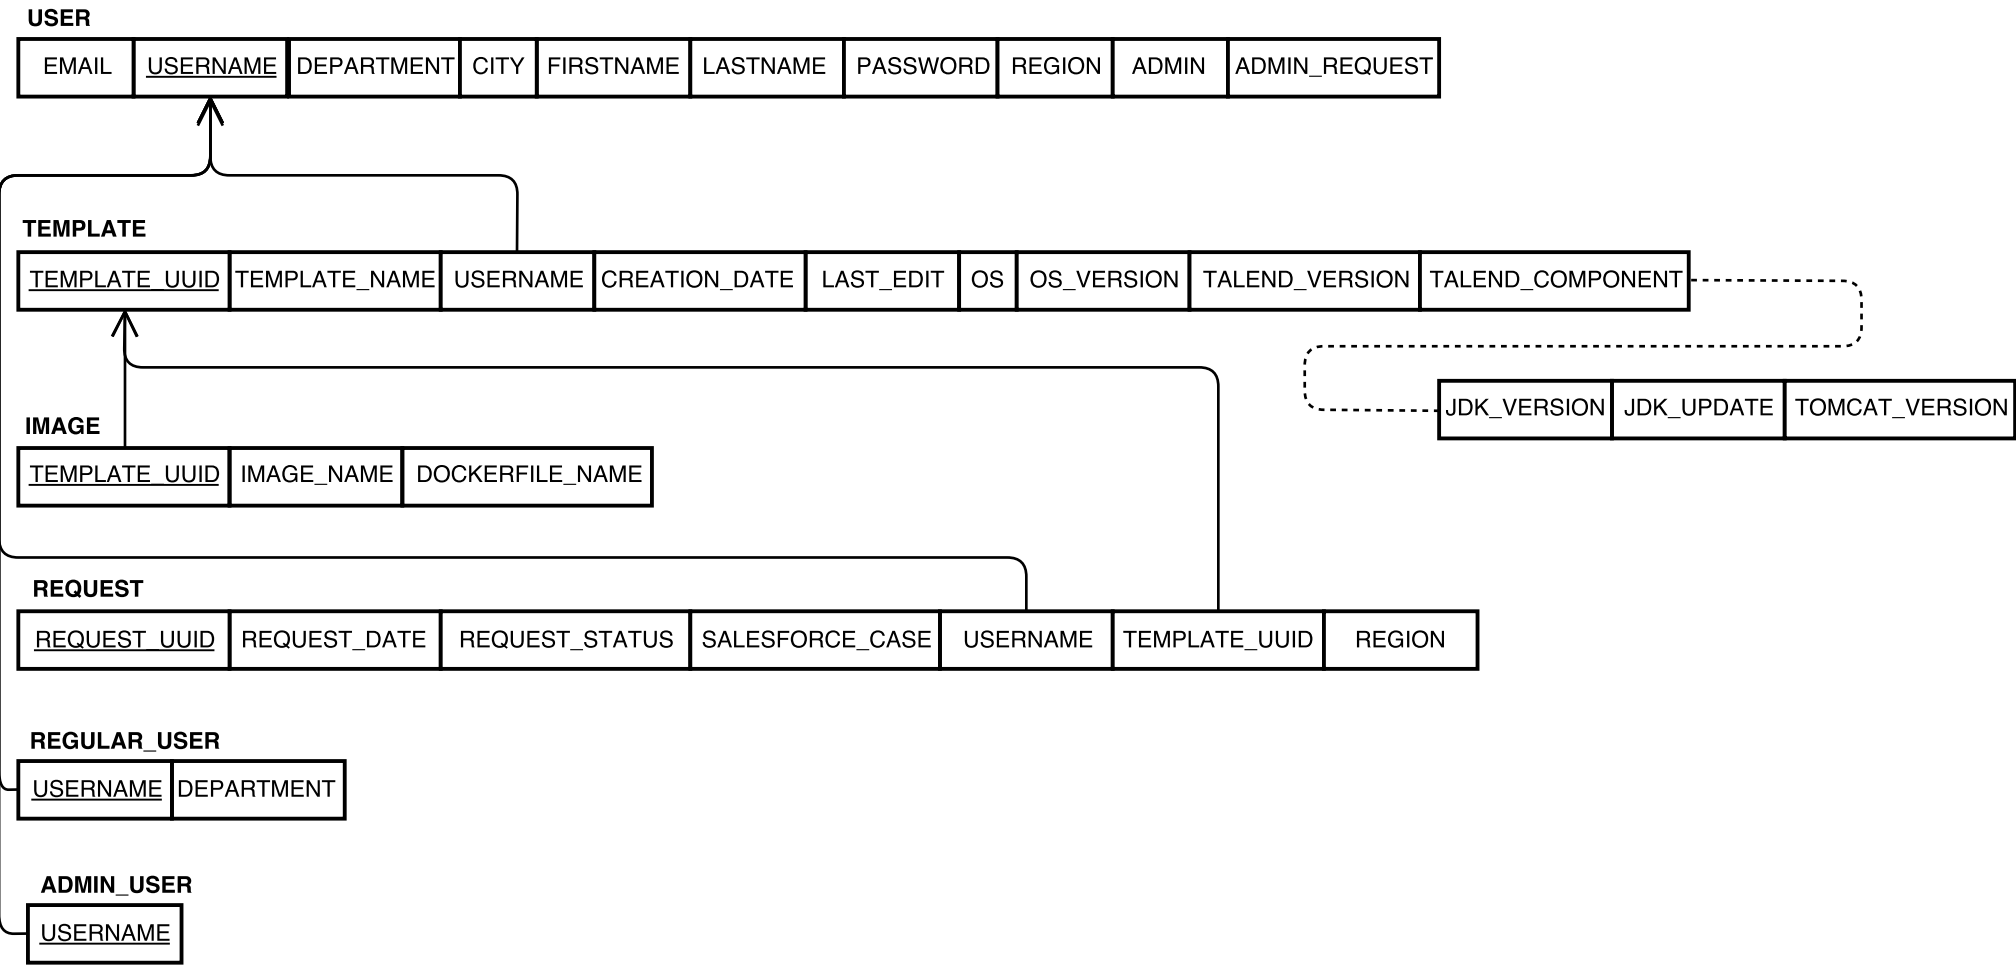 USER
EMAIL USERNAME DEPARTMENT CITY FIRSTNAME LASTNAME PASSWORD REGION ADMIN ADMIN_REQUEST
TEMPLATE
TEMPLATE_UUID TEMPLATE_NAME USERNAME CREATION_DATE LAST_EDIT OS OS_VERSION TALEND_VERSION TALEND_COMPONENT
JDK_VERSION JDK_UPDATE TOMCAT_VERSION
IMAGE
TEMPLATE_UUID IMAGE_NAME DOCKERFILE_NAME
REQUEST
REQUEST_UUID REQUEST_DATE REQUEST_STATUS SALESFORCE_CASE USERNAME TEMPLATE_UUID REGION
REGULAR_USER
USERNAME DEPARTMENT
ADMIN_USER
USERNAME